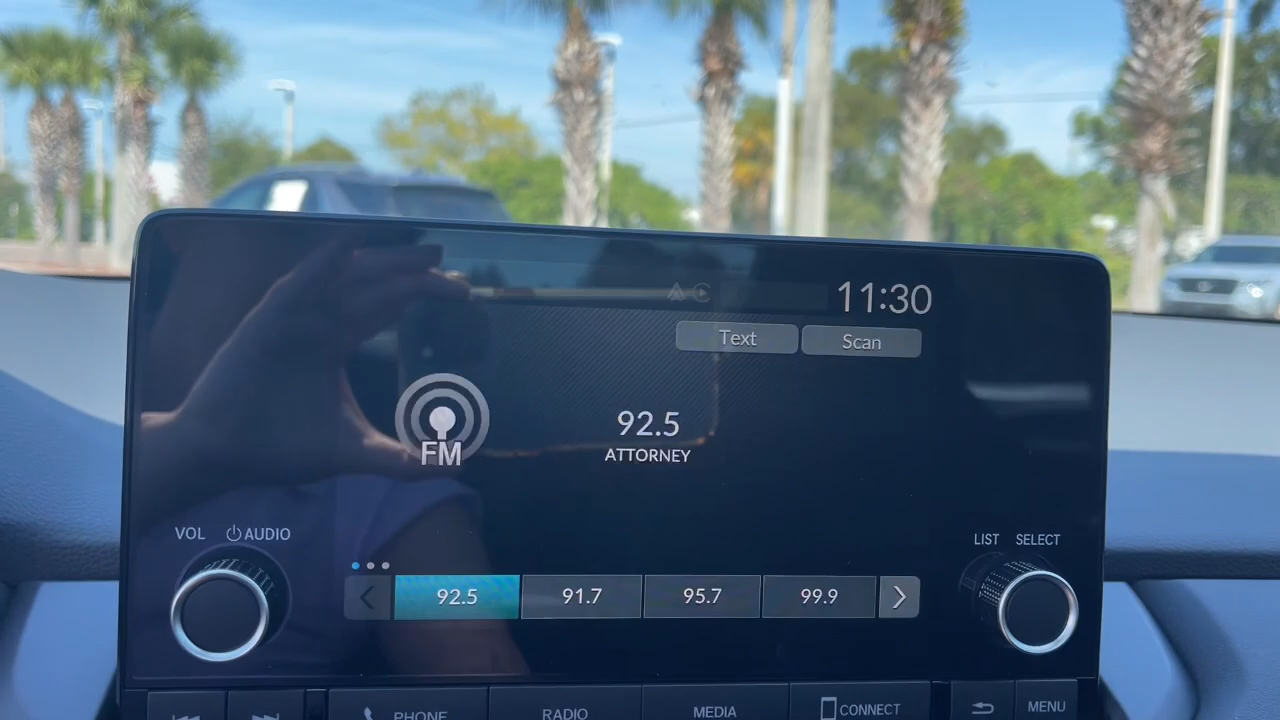 11:30
Text
Scan
92.5
ATTORNEY
FM
VOL AUDIO
LIST SELECT
92.5 91.7 95.7 99.9
PHONE RADIO MEDIA CONNECT MENU